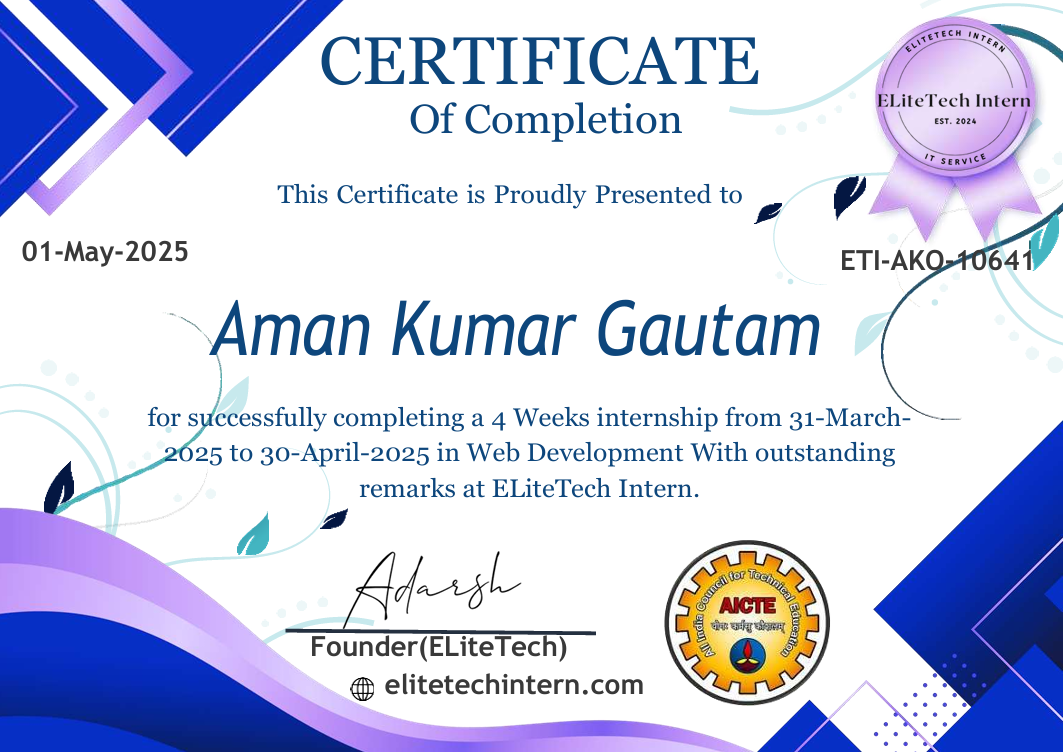 CERTIFICATE
Of Completion
ELITETECH INTERN
ELiteTech Intern
EST. 2024
IT SERVICE
This Certificate is Proudly Presented to
01-May-2025
ETI-AKO-10641
Aman Kumar Gautam
for successfully completing a 4 Weeks internship from 31-March-
2025 to 30-April-2025 in Web Development With outstanding
remarks at ELiteTech Intern.
Adarsh
Founder(ELiteTech)
elitetechintern.com
All India Council for Technical Education
AICTE
योगः कर्मसु कौशलम्